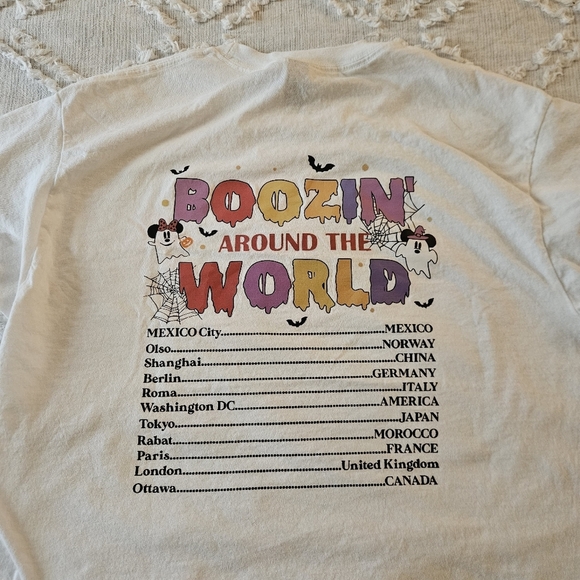 BOOZIN'
AROUND THE
WORLD
MEXICO City........................................MEXICO
Olso........................................NORWAY
Shanghai........................................CHINA
Berlin........................................GERMANY
Roma........................................ITALY
Washington DC........................................AMERICA
Tokyo........................................JAPAN
Rabat........................................MOROCCO
Paris........................................FRANCE
London........................................United Kingdom
Ottawa........................................CANADA